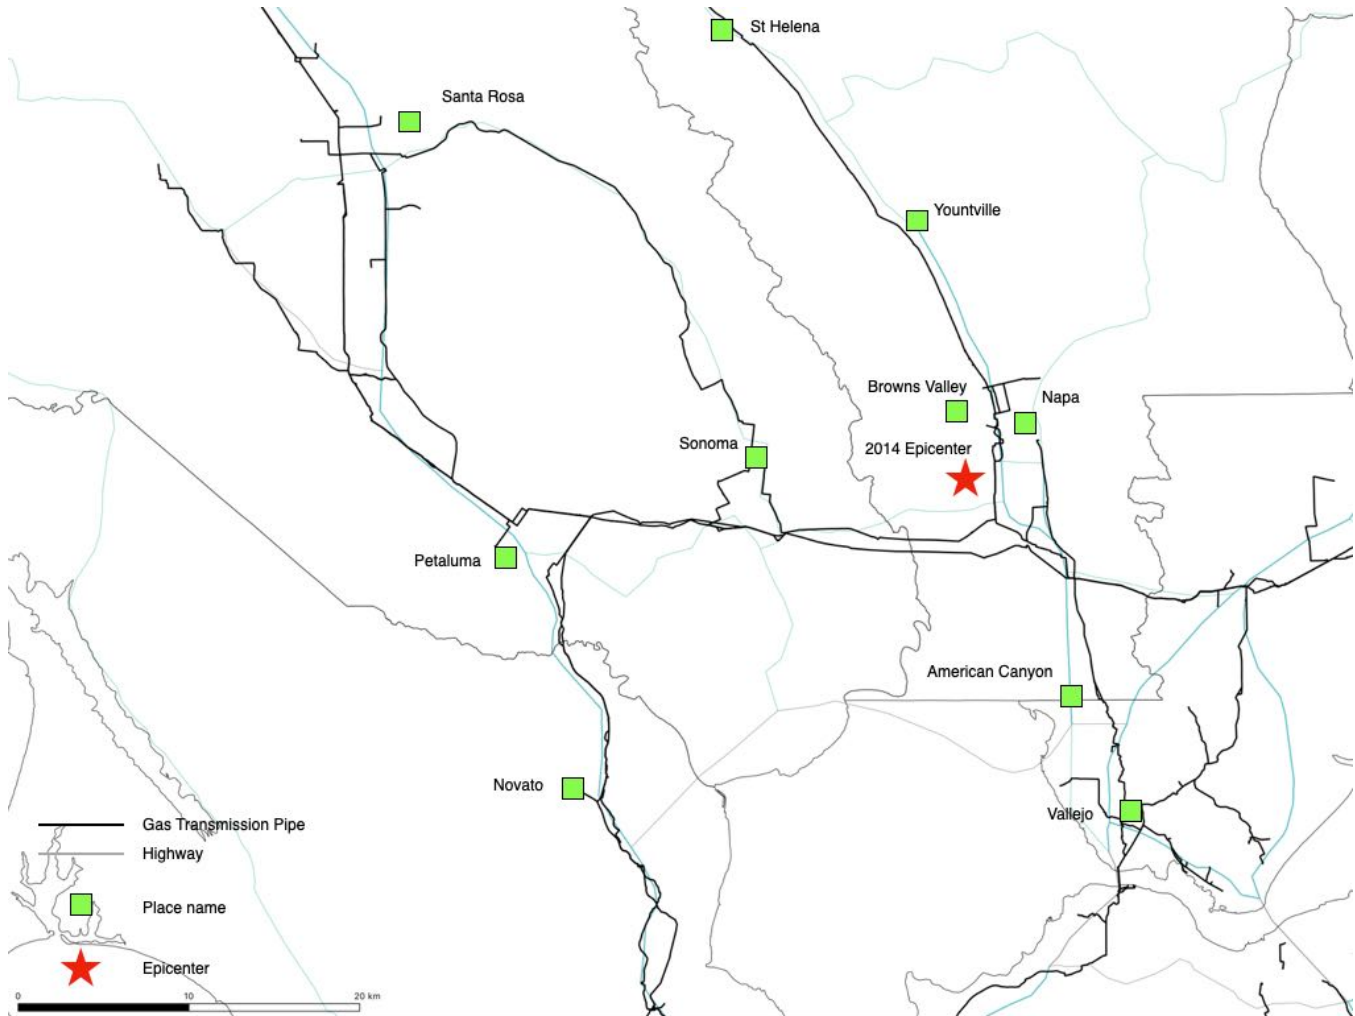 St Helena
Santa Rosa
Yountville
Browns Valley
Napa
Sonoma
2014 Epicenter
Petaluma
American Canyon
Novato
Vallejo
Gas Transmission Pipe
Highway
Place name
Epicenter
0 10 20 km